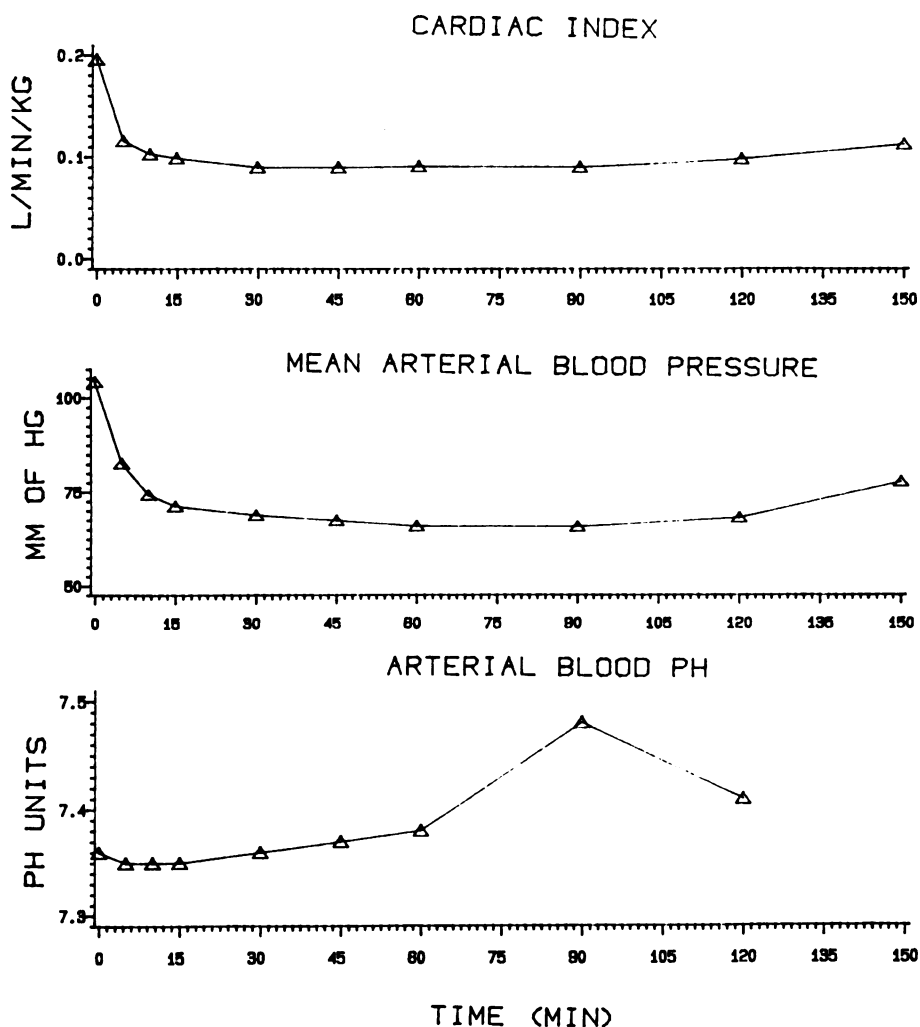 CARDIAC INDEX
L/MIN/KG
0.2
0.1
0.0
0 15 30 45 60 75 90 105 120 135 150
MEAN ARTERIAL BLOOD PRESSURE
MM OF HG
100
75
50
0 15 30 45 60 75 90 105 120 135 150
ARTERIAL BLOOD PH
PH UNITS
7.5
7.4
7.3
0 15 30 45 60 75 90 105 120 135 150
TIME (MIN)